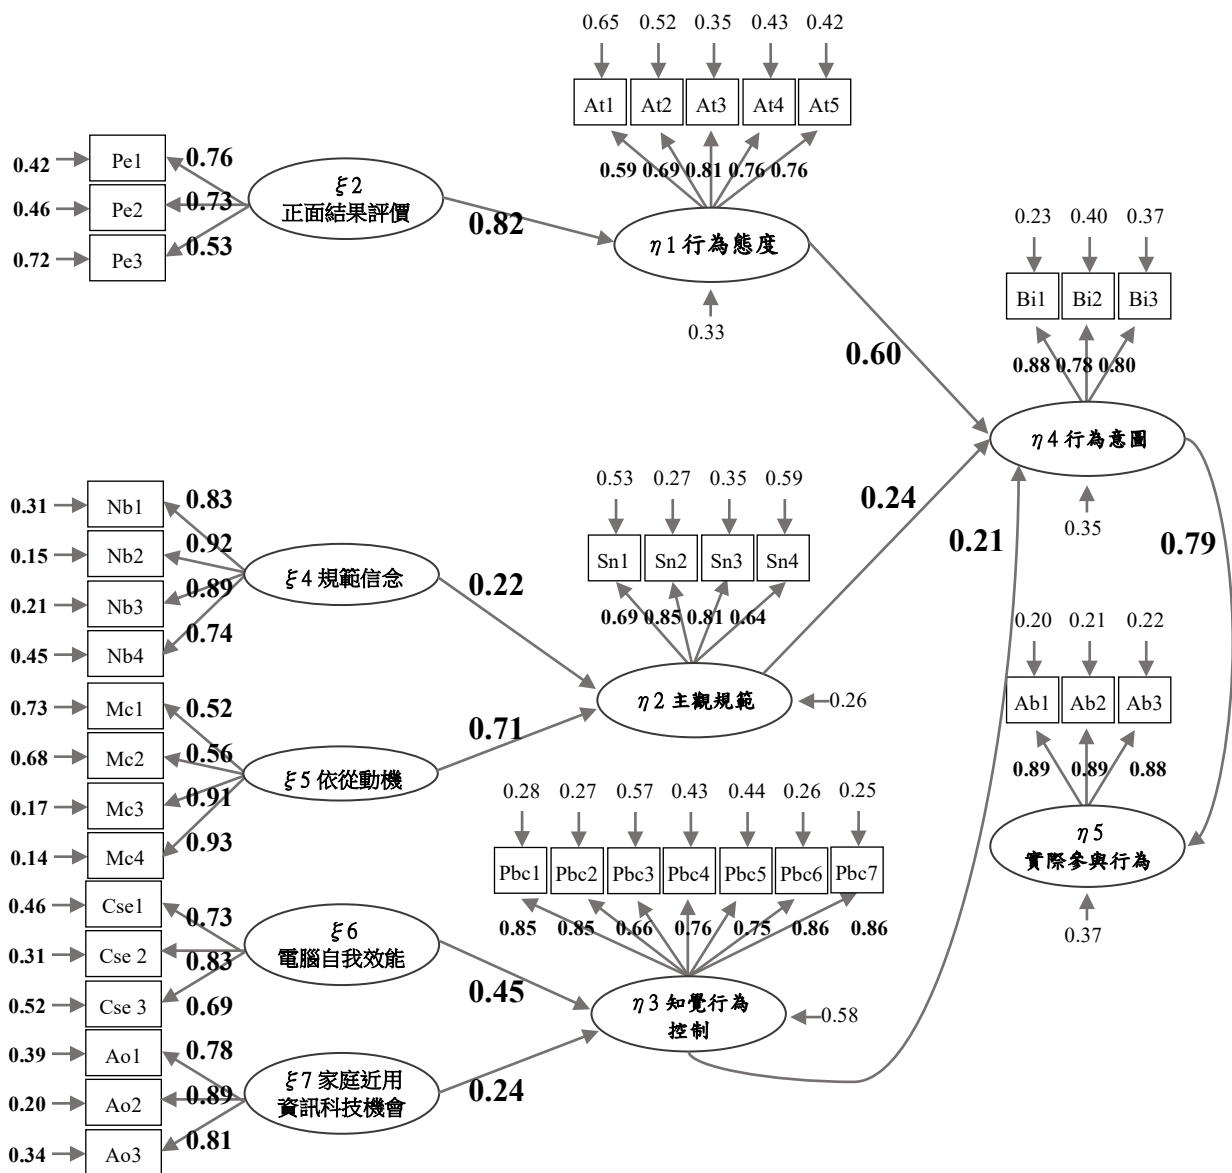 0.65 0.52 0.35 0.43 0.42
At1 At2 At3 At4 At5
0.59 0.69 0.81 0.76 0.76
0.42 Pe1 0.76
0.46 Pe2 0.73
0.72 Pe3 0.53
ξ2
正面結果評價
0.82
η1 行為態度
0.33
0.60
0.23 0.40 0.37
Bi1 Bi2 Bi3
0.88 0.78 0.80
η4 行為意圖
0.35
0.79
0.31 Nb1 0.83
0.15 Nb2 0.92
0.21 Nb3 0.89
0.45 Nb4 0.74
ξ4 規範信念
0.22
0.53 0.27 0.35 0.59
Sn1 Sn2 Sn3 Sn4
0.69 0.85 0.81 0.64
η2 主觀規範
0.26
0.24
0.21
0.73 Mc1 0.52
0.68 Mc2 0.56
0.17 Mc3 0.91
0.14 Mc4 0.93
ξ5 依從動機
0.71
0.20 0.21 0.22
Ab1 Ab2 Ab3
0.89 0.89 0.88
η5
實際參與行為
0.37
0.28 0.27 0.57 0.43 0.44 0.26 0.25
Pbc1 Pbc2 Pbc3 Pbc4 Pbc5 Pbc6 Pbc7
0.85 0.85 0.66 0.76 0.75 0.86 0.86
0.46 Cse1 0.73
0.31 Cse 2 0.83
0.52 Cse 3 0.69
ξ6
電腦自我效能
0.45
η3 知覺行為
控制
0.58
0.39 Ao1 0.78
0.20 Ao2 0.89
0.34 Ao3 0.81
ξ7 家庭近用
資訊科技機會
0.24